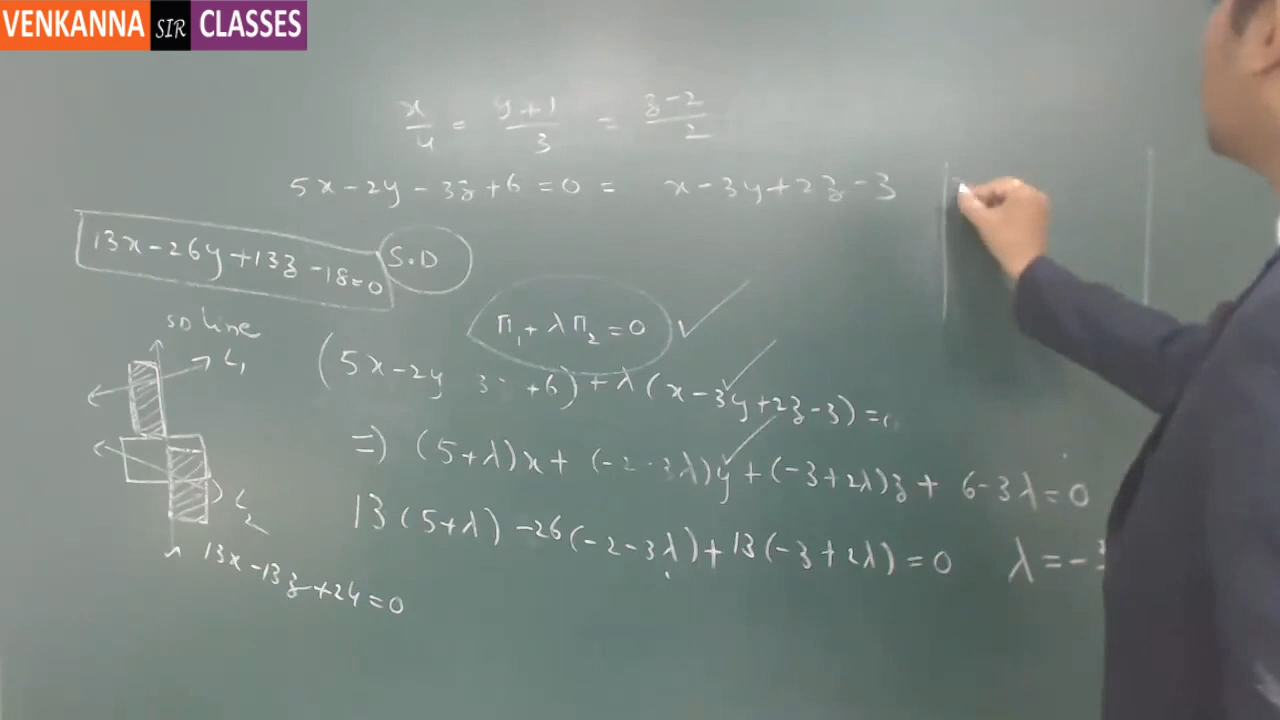 VENKANNA SIR CLASSES
x/4 = y+1/3 = z-2/2
5x-2y-3z+6=0 = x-3y+2z-3
13x-26y+13z-18=0 S.D
SD line
L₁
π₁+λπ₂=0
(5x-2y 3z +6)+λ(x-3y+2z-3)=0
=) (5+λ)x+(-2-3λ)y+(-3+2λ)z+6-3λ=0
L₂
13(5+λ)-26(-2-3λ)+13(-3+2λ)=0 λ=-3
13x-13z+24=0